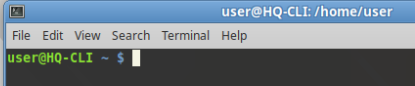 user@HQ-CLI: /home/user
File Edit View Search Terminal Help
user@HQ-CLI ~ $